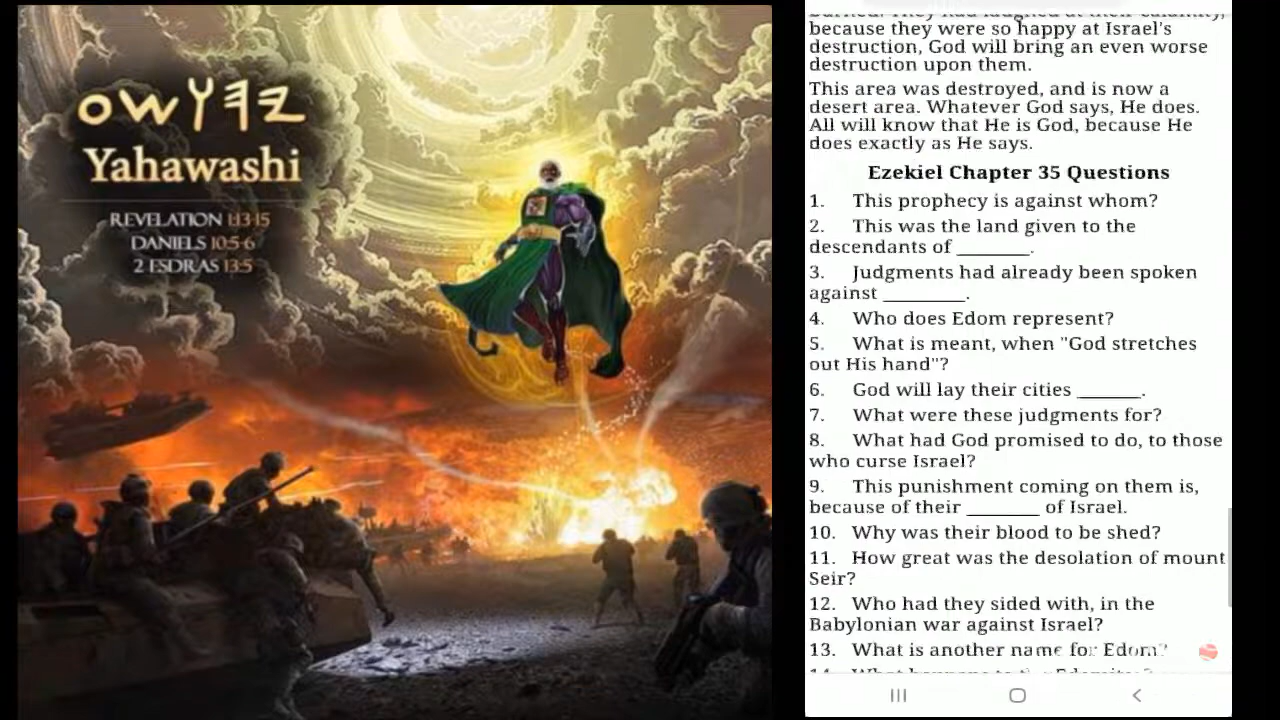 𐤉𐤄𐤅𐤔𐤏
Yahawashi
REVELATION 1:13-15
DANIELS 10:5-6
2 ESDRAS 13:5
burned. They had laughed at their calamity,
because they were so happy at Israel's
destruction, God will bring an even worse
destruction upon them.
This area was destroyed, and is now a
desert area. Whatever God says, He does.
All will know that He is God, because He
does exactly as He says.
Ezekiel Chapter 35 Questions
1. This prophecy is against whom?
2. This was the land given to the
descendants of ________.
3. Judgments had already been spoken
against _________.
4. Who does Edom represent?
5. What is meant, when "God stretches
out His hand"?
6. God will lay their cities _______.
7. What were these judgments for?
8. What had God promised to do, to those
who curse Israel?
9. This punishment coming on them is,
because of their ________ of Israel.
10. Why was their blood to be shed?
11. How great was the desolation of mount
Seir?
12. Who had they sided with, in the
Babylonian war against Israel?
13. What is another name for Edom?